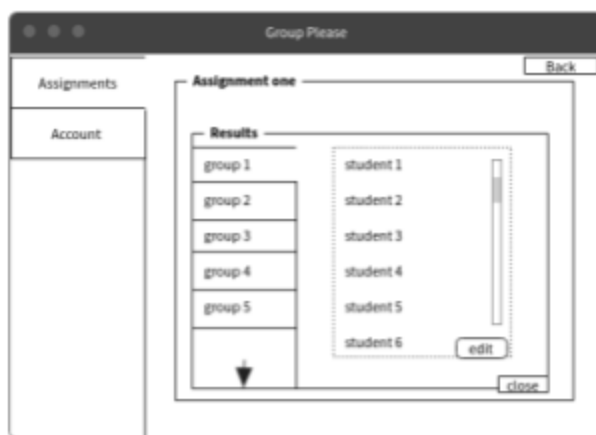 Group Please
Back
Assignments
Account
Assignment one
Results
group 1
group 2
group 3
group 4
group 5
student 1
student 2
student 3
student 4
student 5
student 6
edit
close